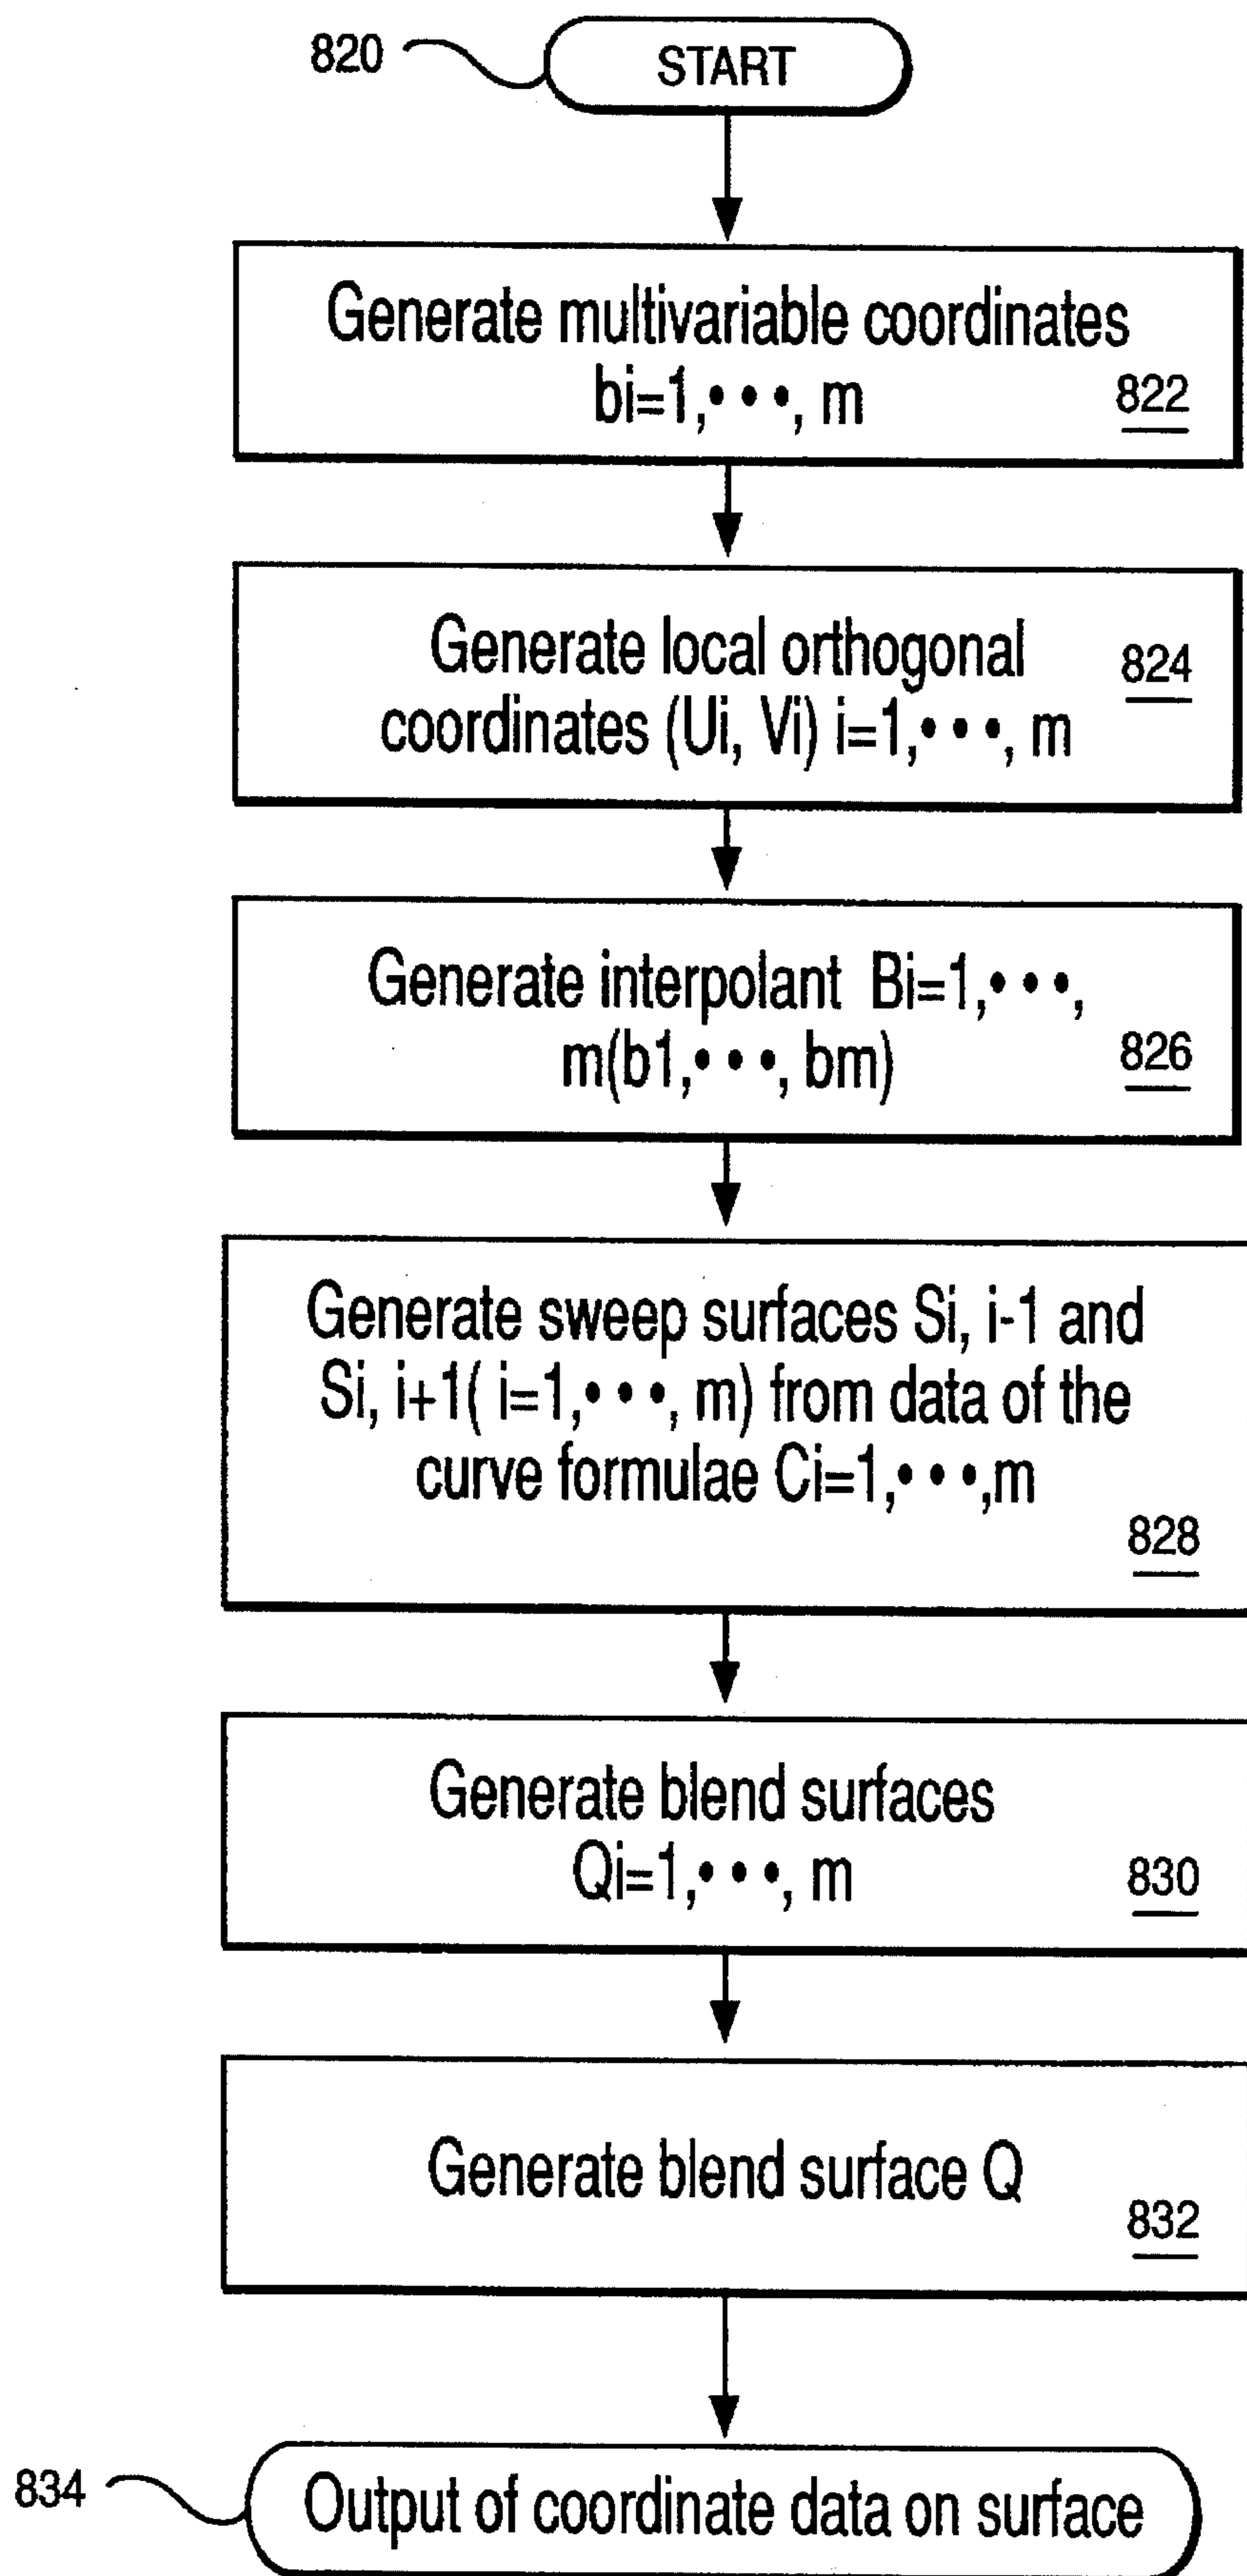 820
START
Generate multivariable coordinates
bi=1,•••, m
822
Generate local orthogonal
824
coordinates (Ui, Vi) i=1,•••, m
Generate interpolant Bi=1,•••,
m(b1,•••, bm)
826
Generate sweep surfaces Si, i-1 and
Si, i+1( i=1,•••, m) from data of the
curve formulae Ci=1,•••,m
828
Generate blend surfaces
Qi=1,•••, m
830
Generate blend surface Q
832
834
Output of coordinate data on surface